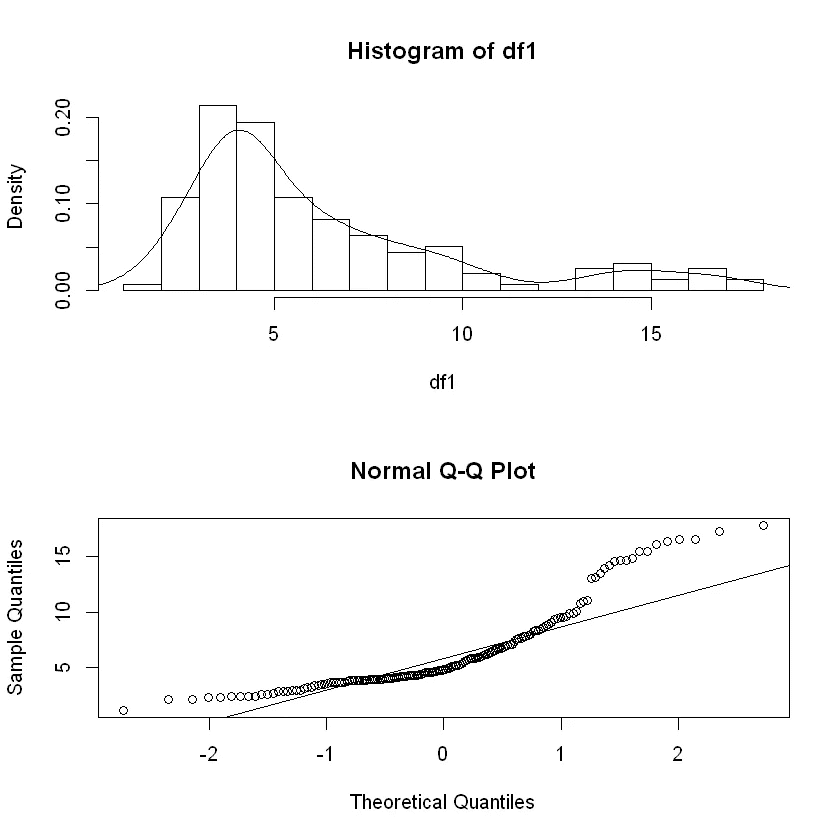 Histogram of df1
Density
0.00
0.10
0.20
5
10
15
df1
Normal Q-Q Plot
Sample Quantiles
5
10
15
-2
-1
0
1
2
Theoretical Quantiles